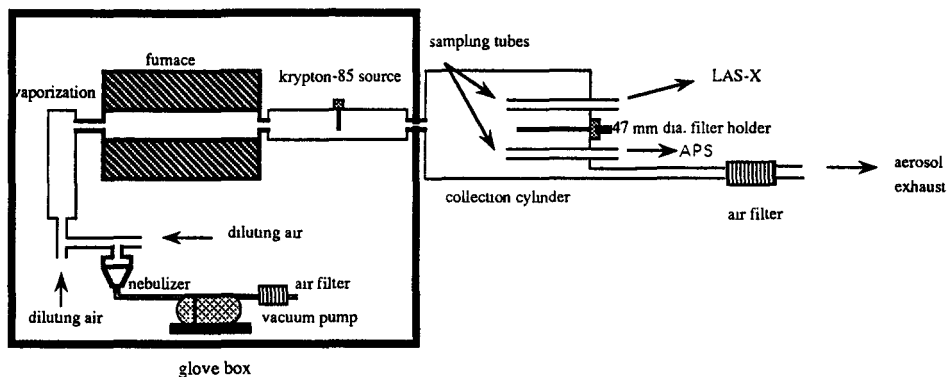 furnace
vaporization
krypton-85 source
sampling tubes
LAS-X
47 mm dia. filter holder
APS
aerosol
exhaust
collection cylinder
air filter
diluting air
nebulizer
air filter
diluting air
vacuum pump
glove box